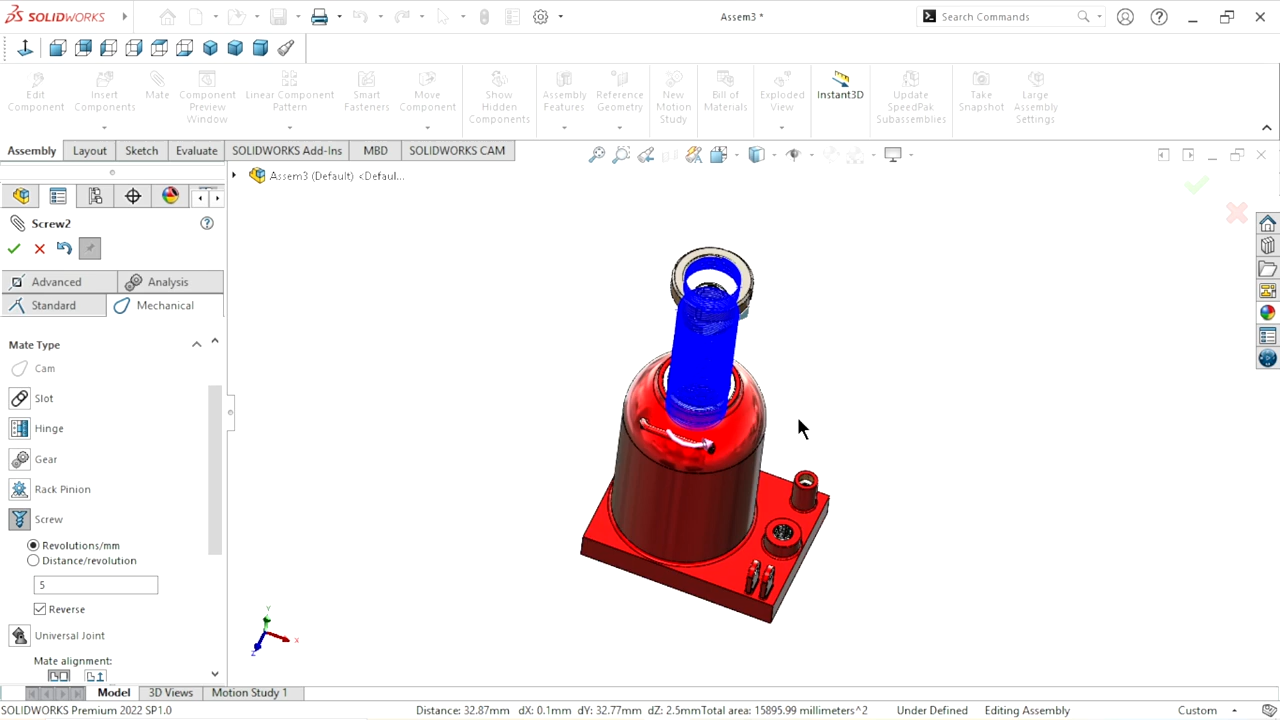 SOLIDWORKS
Assem3 *
Search Commands
Edit Component
Insert Components
Mate
Component Preview Window
Linear Component Pattern
Smart Fasteners
Move Component
Show Hidden Components
Assembly Features
Reference Geometry
New Motion Study
Bill of Materials
Exploded View
Instant3D
Update SpeedPak Subassemblies
Take Snapshot
Large Assembly Settings
Assembly
Layout
Sketch
Evaluate
SOLIDWORKS Add-Ins
MBD
SOLIDWORKS CAM
Assem3 (Default) <Defaul...
Screw2
Advanced
Analysis
Standard
Mechanical
Mate Type
Cam
Slot
Hinge
Gear
Rack Pinion
Screw
Revolutions/mm
Distance/revolution
5
Reverse
Universal Joint
Mate alignment:
Y
X
Z
Model
3D Views
Motion Study 1
SOLIDWORKS Premium 2022 SP1.0
Distance: 32.87mm dX: 0.1mm dY: 32.77mm dZ: 2.5mmTotal area: 15895.99 millimeters^2
Under Defined
Editing Assembly
Custom